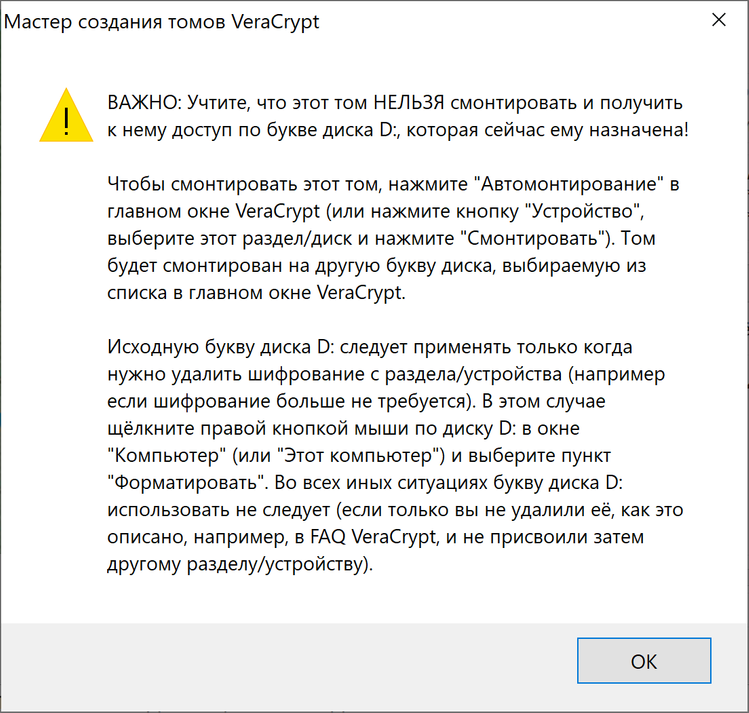 Мастер создания томов VeraCrypt
ВАЖНО: Учтите, что этот том НЕЛЬЗЯ смонтировать и получить
к нему доступ по букве диска D:, которая сейчас ему назначена!
Чтобы смонтировать этот том, нажмите "Автомонтирование" в
главном окне VeraCrypt (или нажмите кнопку "Устройство",
выберите этот раздел/диск и нажмите "Смонтировать"). Том
будет смонтирован на другую букву диска, выбираемую из
списка в главном окне VeraCrypt.
Исходную букву диска D: следует применять только когда
нужно удалить шифрование с раздела/устройства (например
если шифрование больше не требуется). В этом случае
щёлкните правой кнопкой мыши по диску D: в окне
"Компьютер" (или "Этот компьютер") и выберите пункт
"Форматировать". Во всех иных ситуациях букву диска D:
использовать не следует (если только вы не удалили её, как это
описано, например, в FAQ VeraCrypt, и не присвоили затем
другому разделу/устройству).
ОК